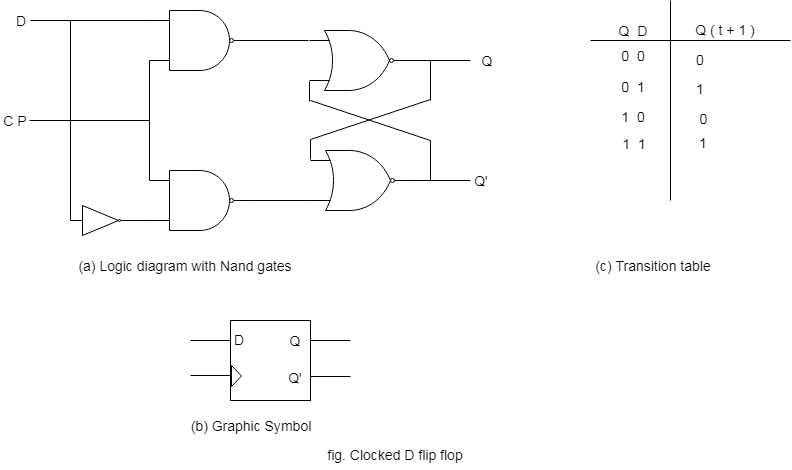 D
C P
Q
Q'
(a) Logic diagram with Nand gates
Q D Q ( t + 1 )
0 0 0
0 1 1
1 0 0
1 1 1
(c) Transition table
D Q
Q'
(b) Graphic Symbol
fig. Clocked D flip flop